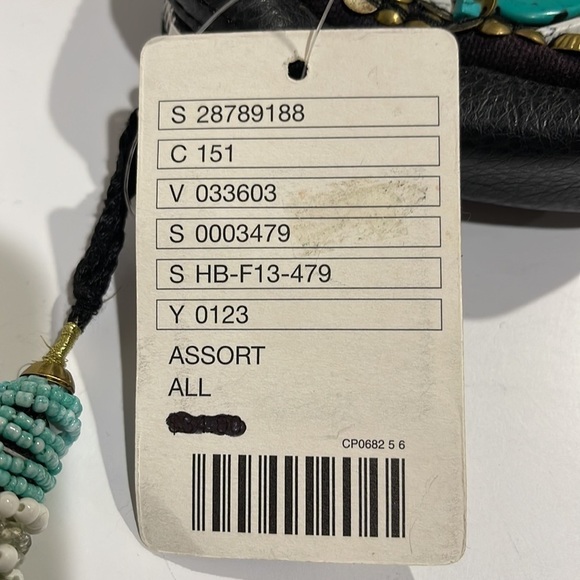 S 28789188
C 151
V 033603
S 0003479
S HB-F13-479
Y 0123
ASSORT
ALL
CP0682 5 6